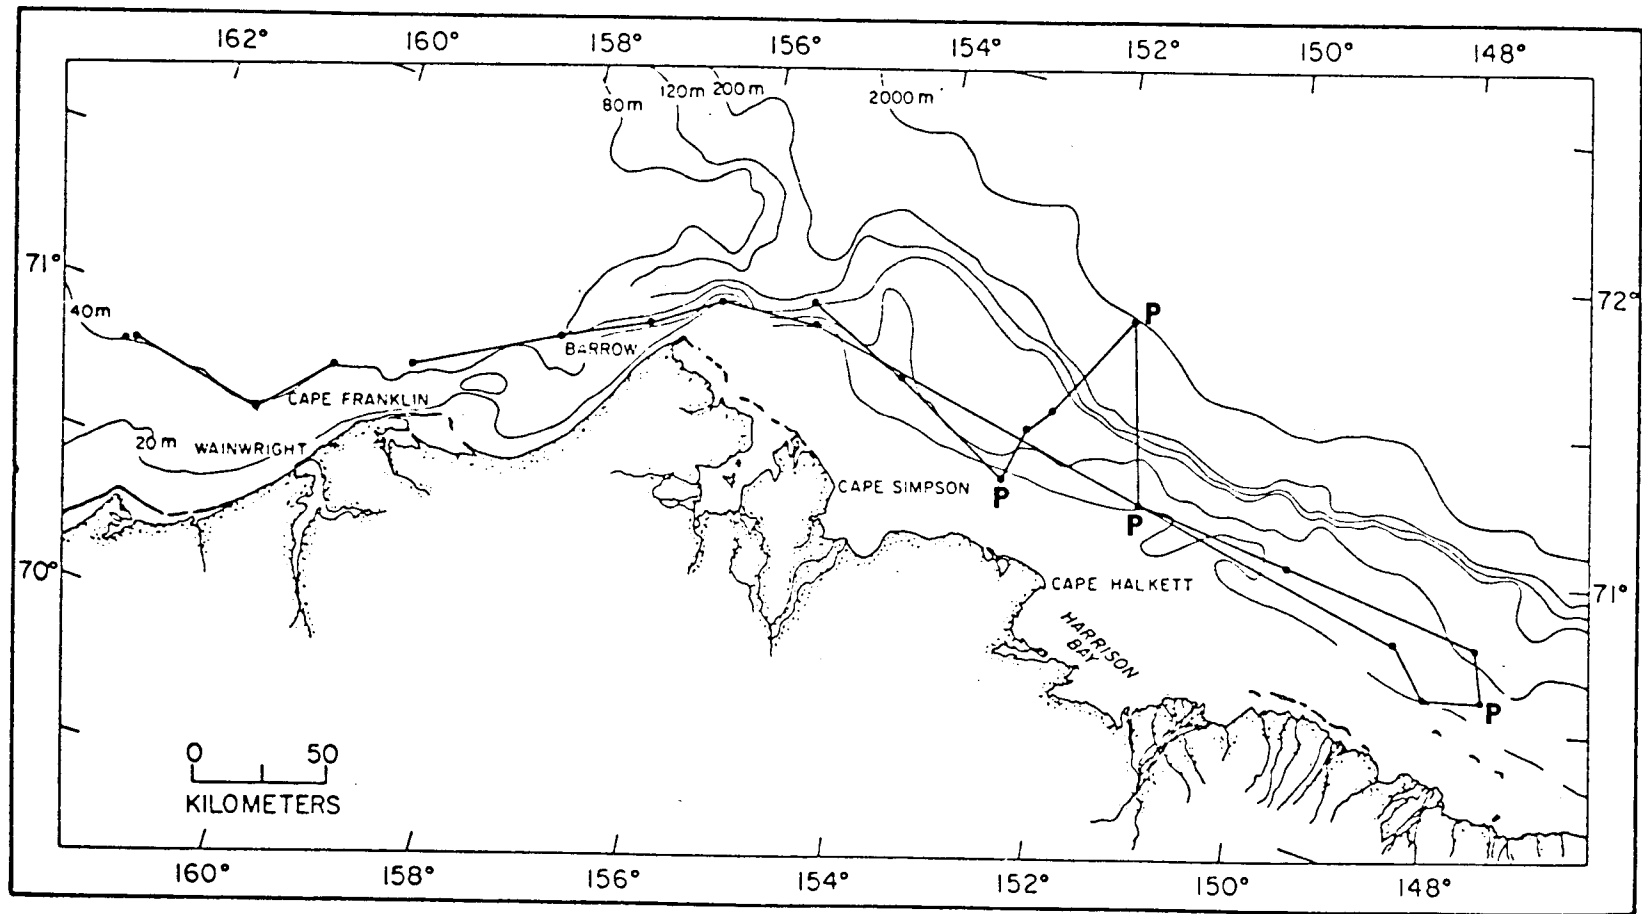 162° 160° 158° 156° 154° 152° 150° 148°
80m 120m 200m 2000m
71°
72°
40m
P
BARROW
CAPE FRANKLIN
20m WAINWRIGHT
CAPE SIMPSON
P
P
70°
CAPE HALKETT
71°
HARRISON
BAY
P
0 50
KILOMETERS
160° 158° 156° 154° 152° 150° 148°